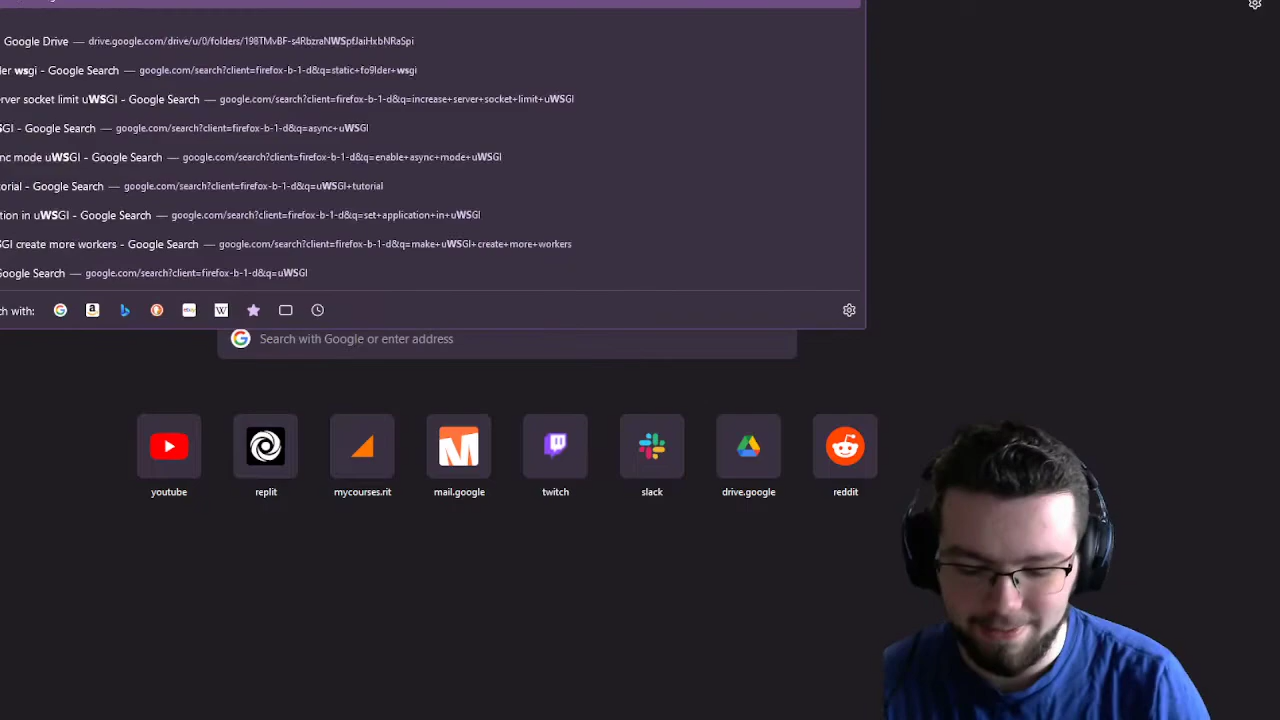 Google Drive — drive.google.com/drive/u/0/folders/198TMvBF-s4RbzraNWSpfJaiHxbNRaSpi
der wsgi - Google Search — google.com/search?client=firefox-b-1-d&q=static+fo9lder+wsgi
erver socket limit uWSGI - Google Search — google.com/search?client=firefox-b-1-d&q=increase+server+socket+limit+uWSGI
GI - Google Search — google.com/search?client=firefox-b-1-d&q=async+uWSGI
nc mode uWSGI - Google Search — google.com/search?client=firefox-b-1-d&q=enable+async+mode+uWSGI
torial - Google Search — google.com/search?client=firefox-b-1-d&q=uWSGI+tutorial
tion in uWSGI - Google Search — google.com/search?client=firefox-b-1-d&q=set+application+in+uWSGI
GI create more workers - Google Search — google.com/search?client=firefox-b-1-d&q=make+uWSGI+create+more+workers
Google Search — google.com/search?client=firefox-b-1-d&q=uWSGI
ch with:
ebay
W
Search with Google or enter address
youtube
replit
mycourses.rit
mail.google
twitch
slack
drive.google
reddit